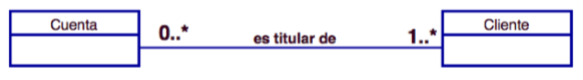 Cuenta
0..*
es titular de
1..*
Cliente